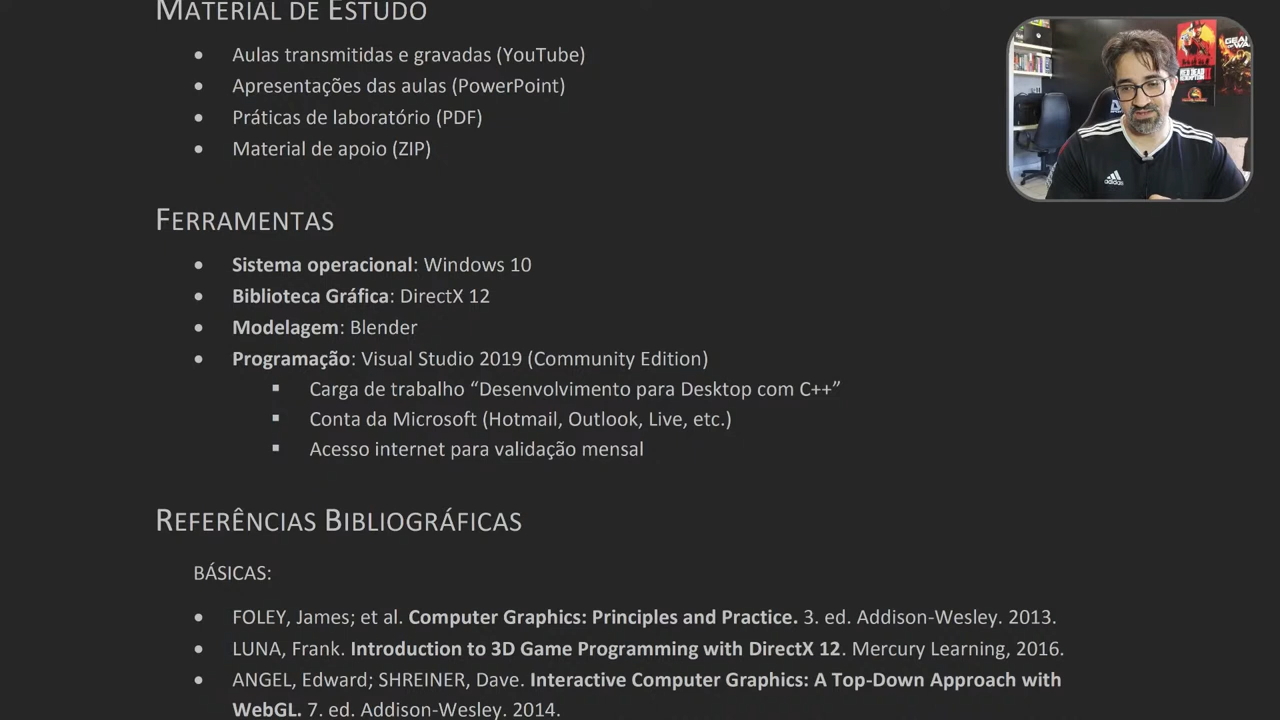 MATERIAL DE ESTUDO
• Aulas transmitidas e gravadas (YouTube)
• Apresentações das aulas (PowerPoint)
• Práticas de laboratório (PDF)
• Material de apoio (ZIP)
FERRAMENTAS
• Sistema operacional: Windows 10
• Biblioteca Gráfica: DirectX 12
• Modelagem: Blender
• Programação: Visual Studio 2019 (Community Edition)
▪ Carga de trabalho “Desenvolvimento para Desktop com C++”
▪ Conta da Microsoft (Hotmail, Outlook, Live, etc.)
▪ Acesso internet para validação mensal
REFERÊNCIAS BIBLIOGRÁFICAS
BÁSICAS:
• FOLEY, James; et al. Computer Graphics: Principles and Practice. 3. ed. Addison-Wesley. 2013.
• LUNA, Frank. Introduction to 3D Game Programming with DirectX 12. Mercury Learning, 2016.
• ANGEL, Edward; SHREINER, Dave. Interactive Computer Graphics: A Top-Down Approach with
WebGL. 7. ed. Addison-Wesley. 2014.
RED DEAD
REDEMPTION II
adidas